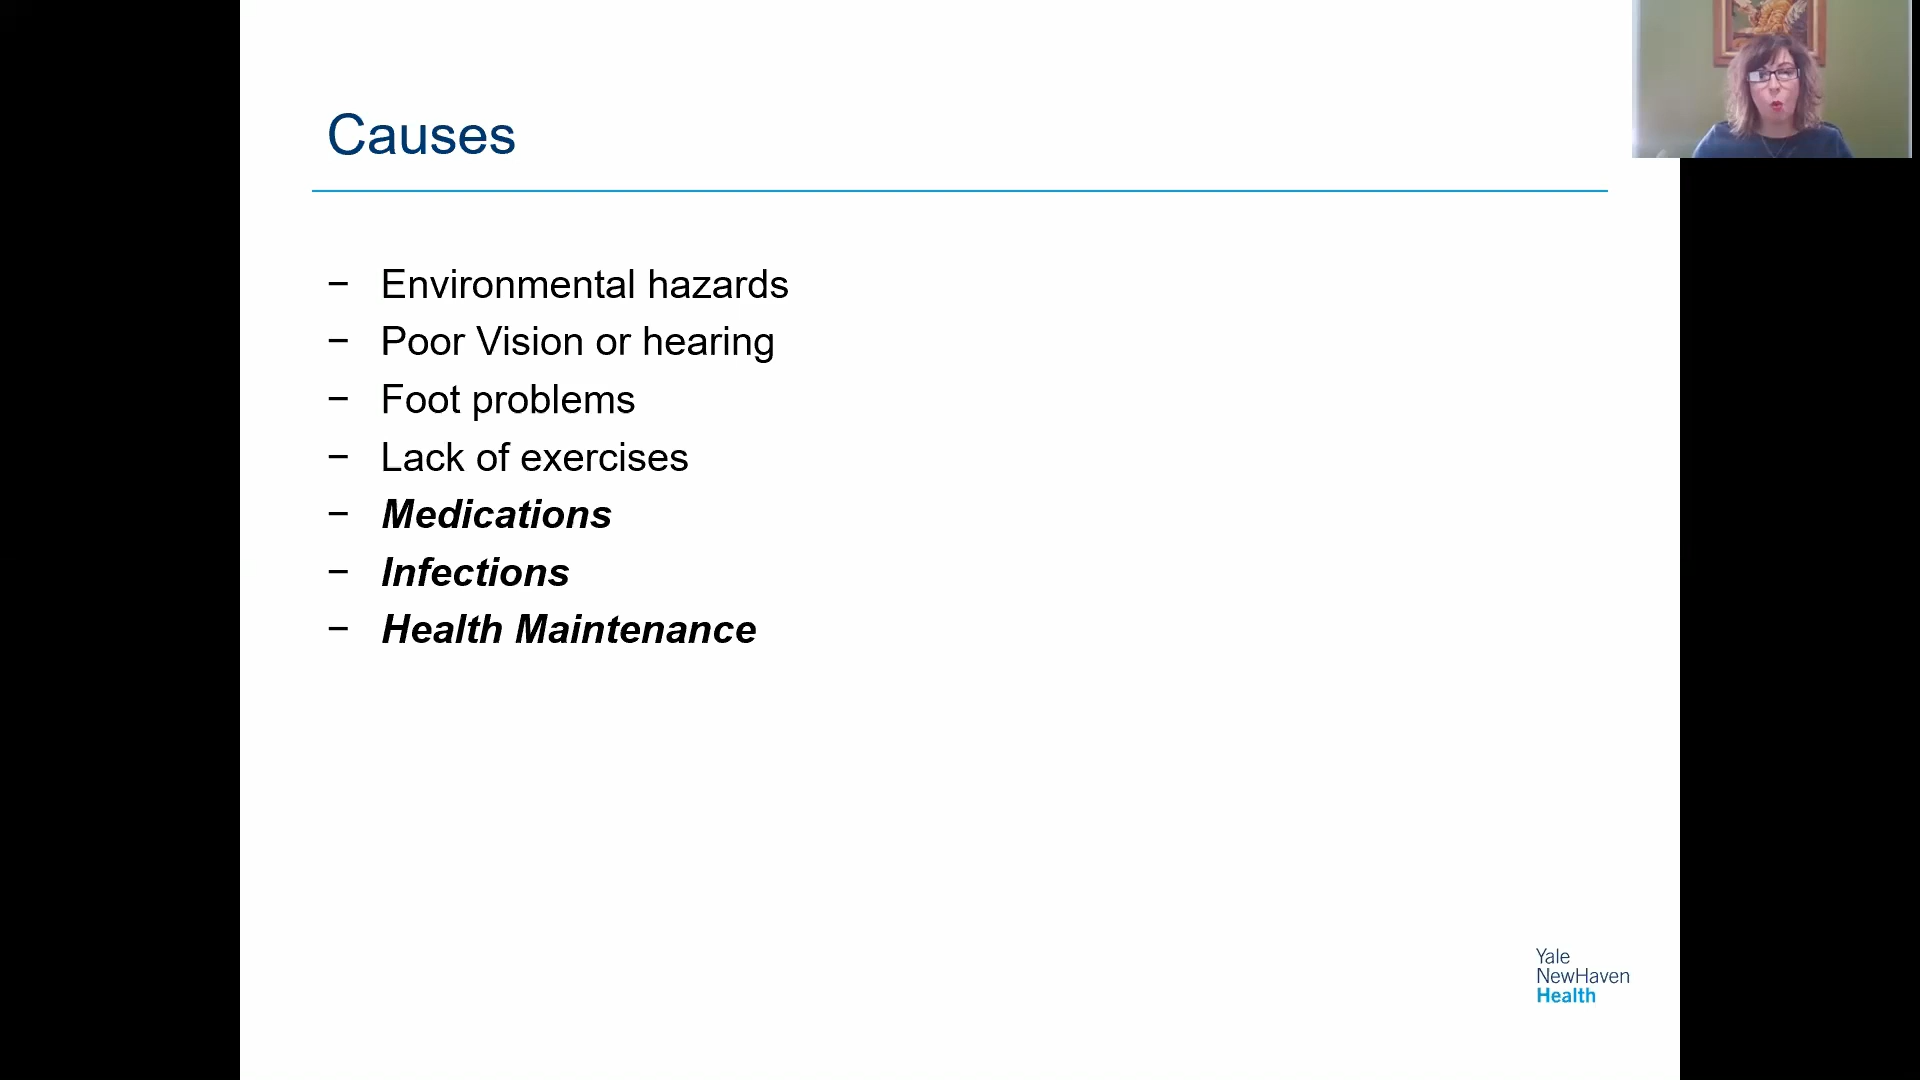 Causes
− Environmental hazards
− Poor Vision or hearing
− Foot problems
− Lack of exercises
− Medications
− Infections
− Health Maintenance
Yale
NewHaven
Health